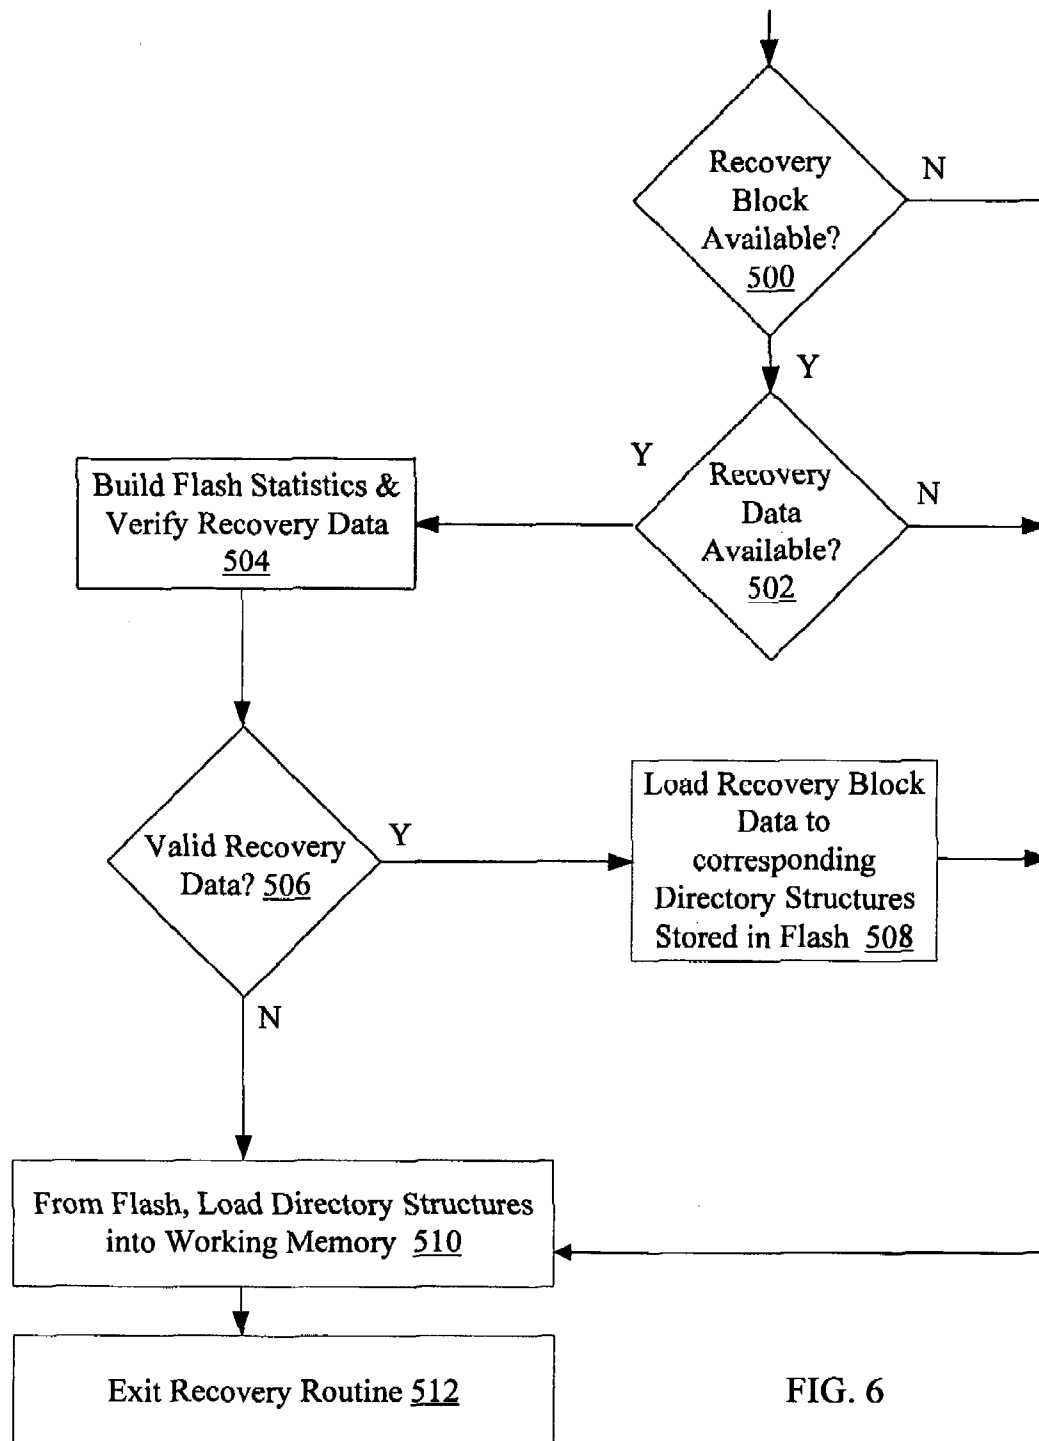 Recovery
Block
Available?
500
N
Y
Recovery
Data
Available?
502
Y
N
Build Flash Statistics &
Verify Recovery Data
504
Valid Recovery
Data? 506
Y
N
Load Recovery Block
Data to
corresponding
Directory Structures
Stored in Flash 508
From Flash, Load Directory Structures
into Working Memory 510
Exit Recovery Routine 512
FIG. 6